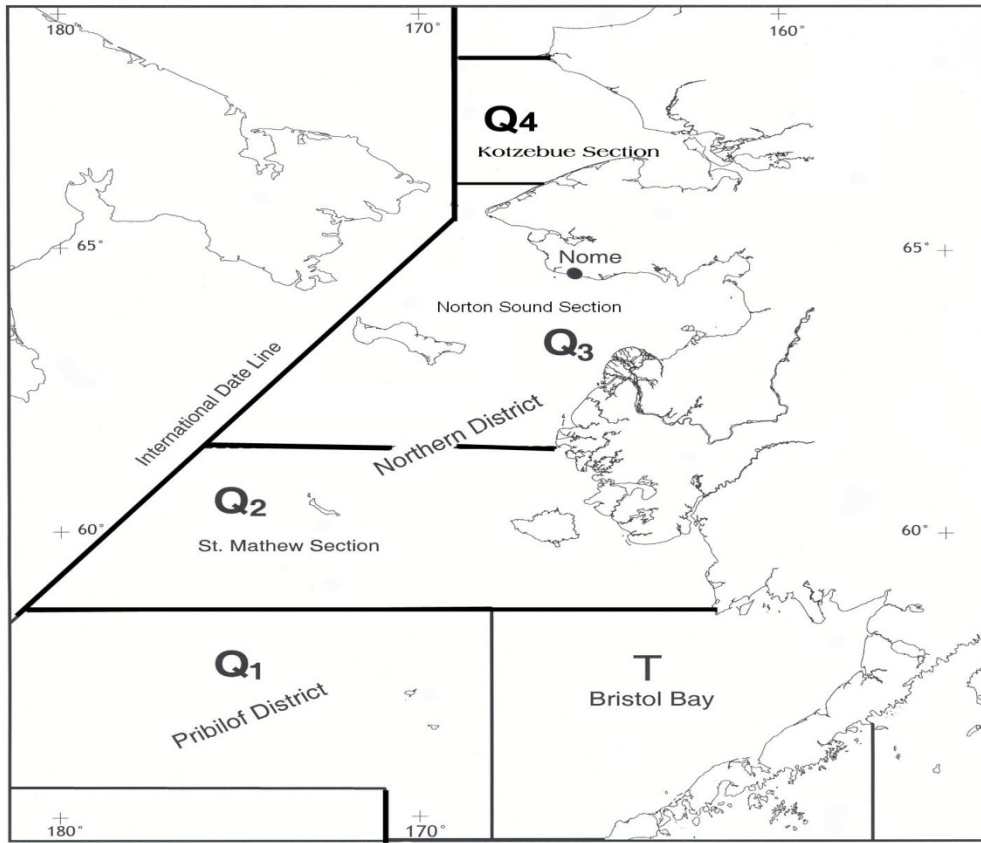 180°
170°
160°
Q4
Kotzebue Section
65°
65°
Nome
Norton Sound Section
Q3
International Date Line
Northern District
Q2
60°
60°
St. Mathew Section
Q1
T
Bristol Bay
Pribilof District
180°
170°